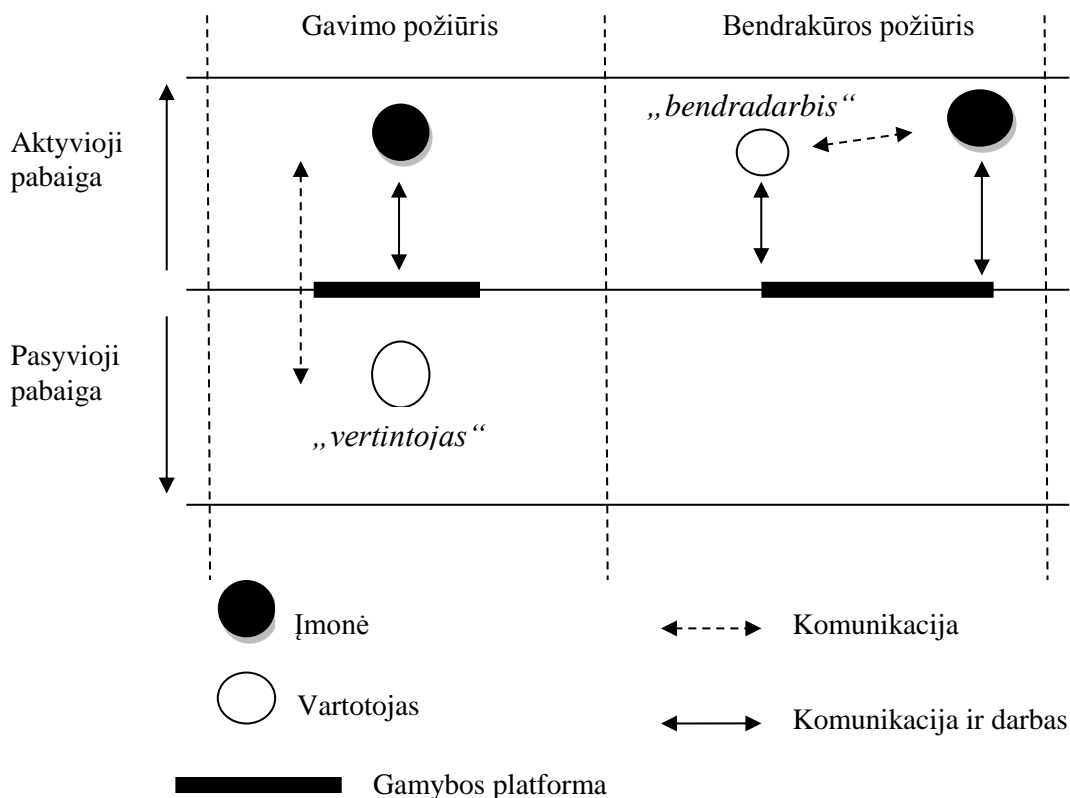 Gavimo požiūris
Bendrakūros požiūris
„bendradarbis“
Aktyvioji
pabaiga
Pasyvioji
pabaiga
„vertintojas“
Įmonė
Komunikacija
Vartotojas
Komunikacija ir darbas
Gamybos platforma